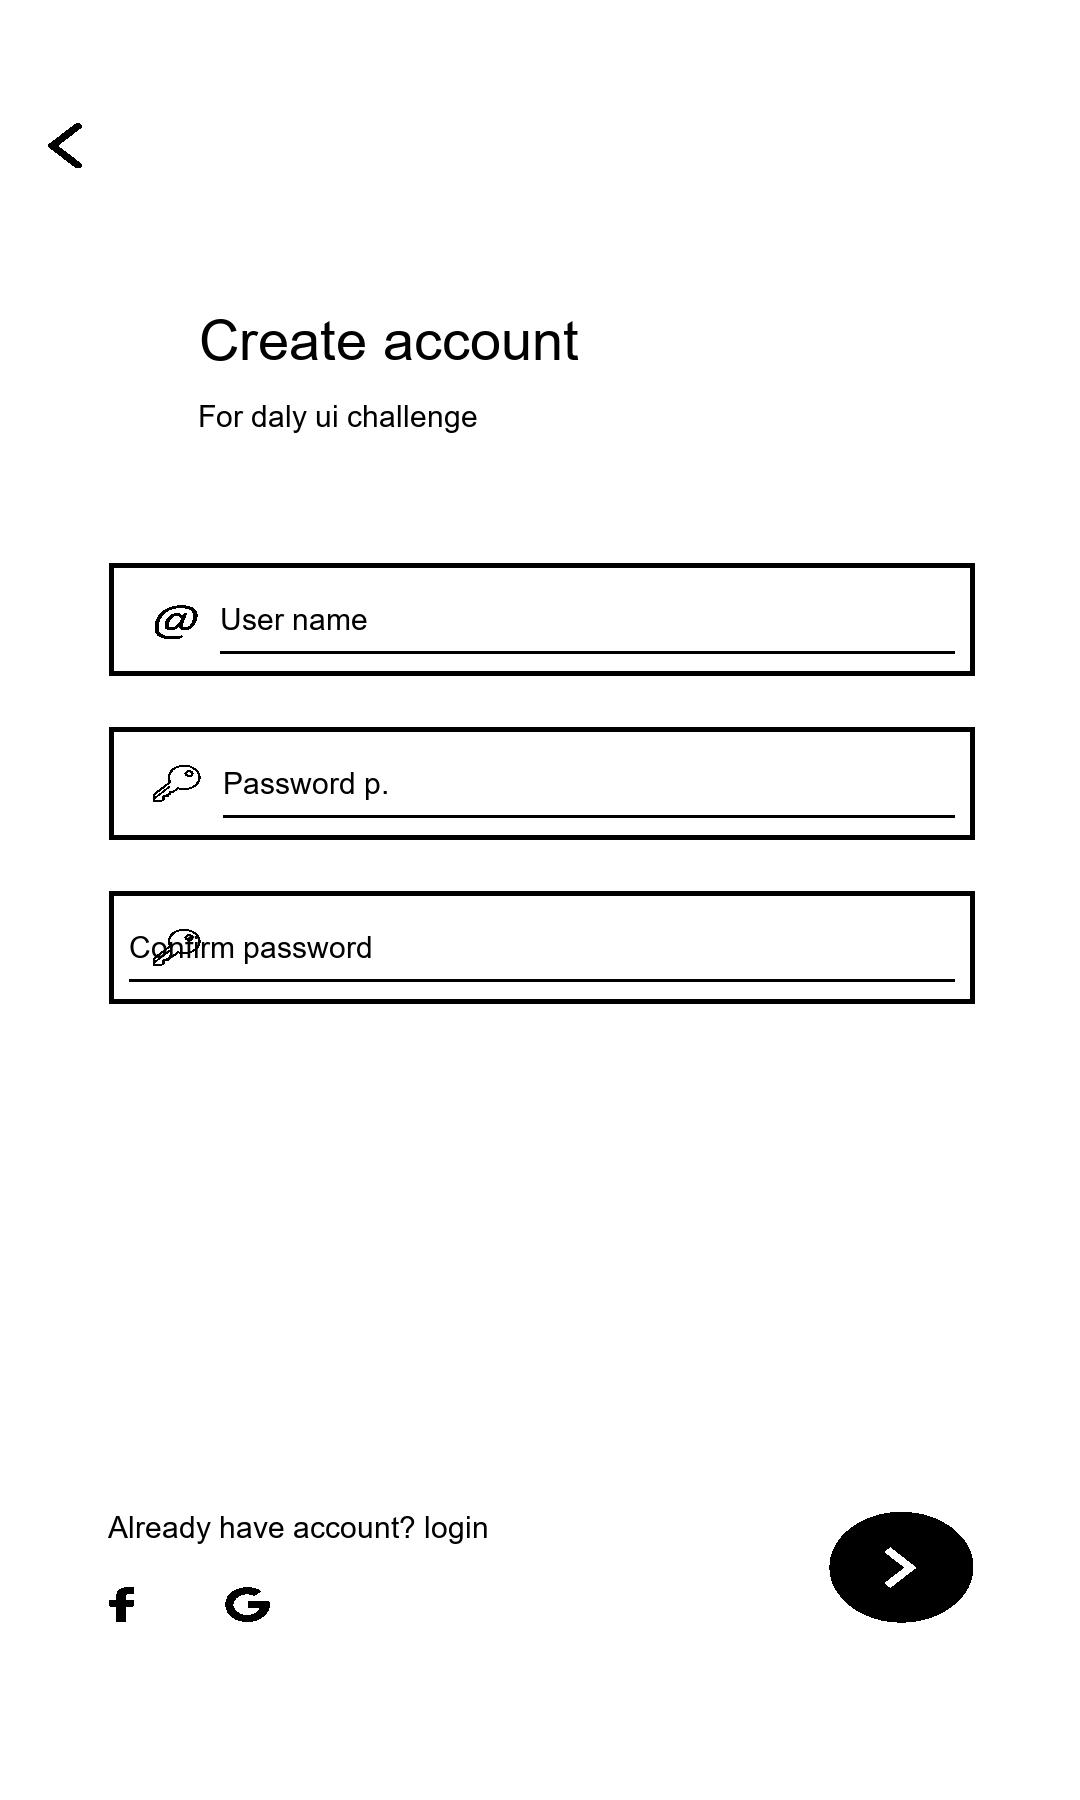 Create account
For daly ui challenge
@ User name
Password p.
Confirm password
Already have account? login
f G